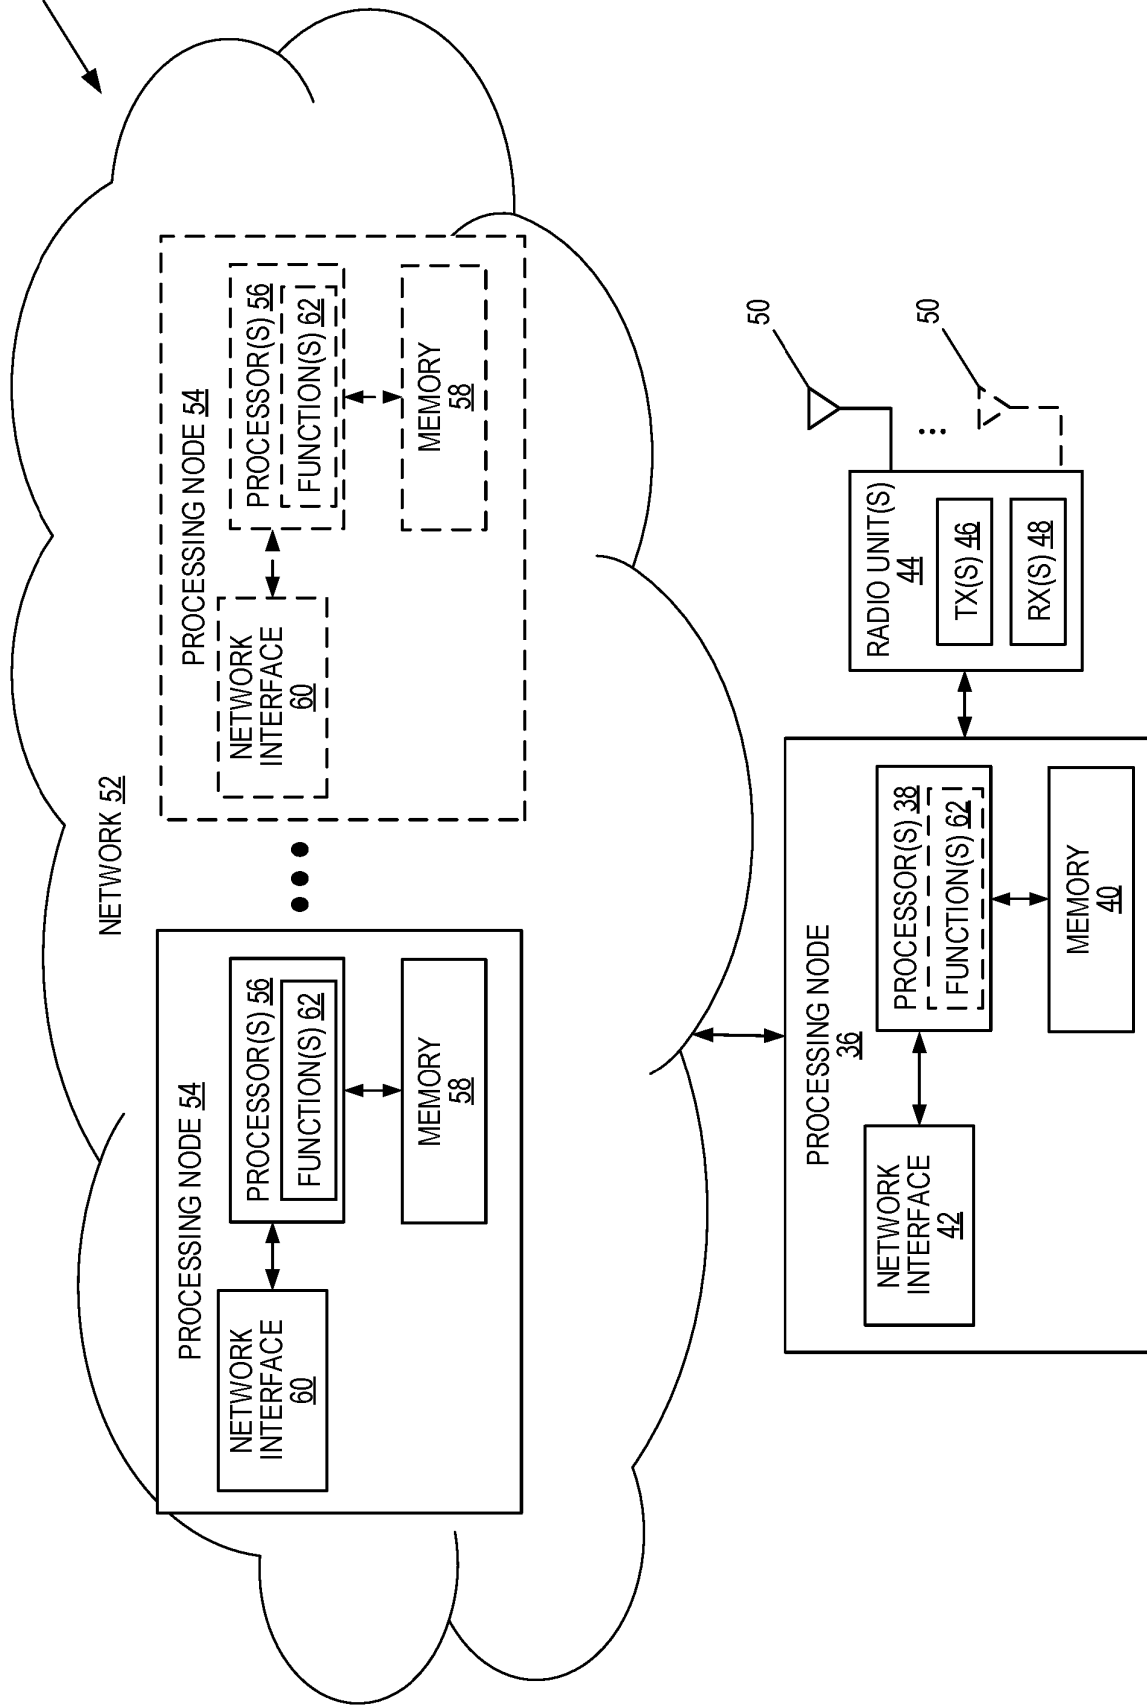 NETWORK 52
PROCESSING NODE 54
NETWORK
INTERFACE
60
PROCESSOR(S) 56
FUNCTION(S) 62
MEMORY
58
PROCESSING NODE 54
NETWORK
INTERFACE
60
PROCESSOR(S) 56
FUNCTION(S) 62
MEMORY
58
PROCESSING NODE
36
NETWORK
INTERFACE
42
PROCESSOR(S) 38
FUNCTION(S) 62
MEMORY
40
RADIO UNIT(S)
44
TX(S) 46
RX(S) 48
50
50